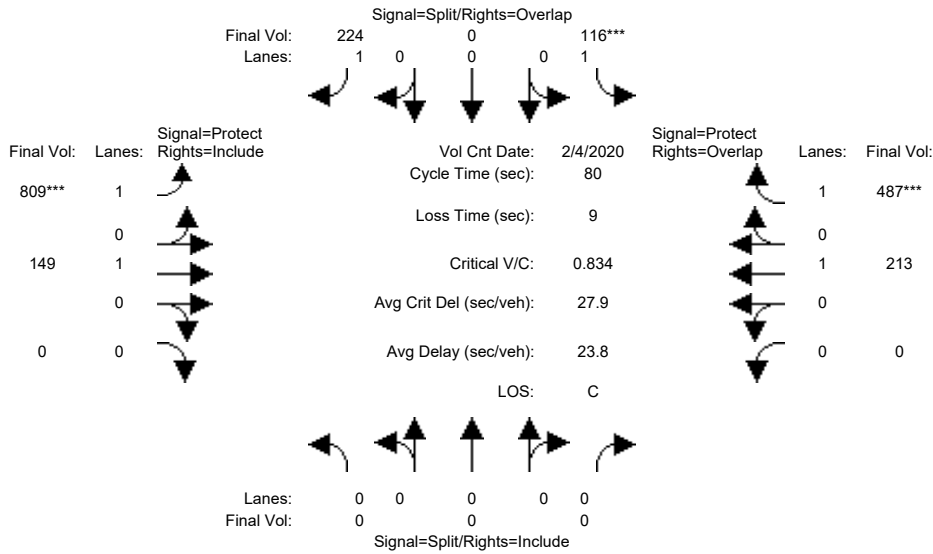 Signal=Split/Rights=Overlap
Final Vol: 224 0 116***
Lanes: 1 0 0 0 1
Signal=Protect Signal=Protect
Final Vol: Lanes: Rights=Include Vol Cnt Date: 2/4/2020 Rights=Overlap Lanes: Final Vol:
Cycle Time (sec): 80
809*** 1 1 487***
Loss Time (sec): 9
0 0
149 1 Critical V/C: 0.834 1 213
0 Avg Crit Del (sec/veh): 27.9 0
0 0 Avg Delay (sec/veh): 23.8 0 0
LOS: C
Lanes: 0 0 0 0 0
Final Vol: 0 0 0
Signal=Split/Rights=Include